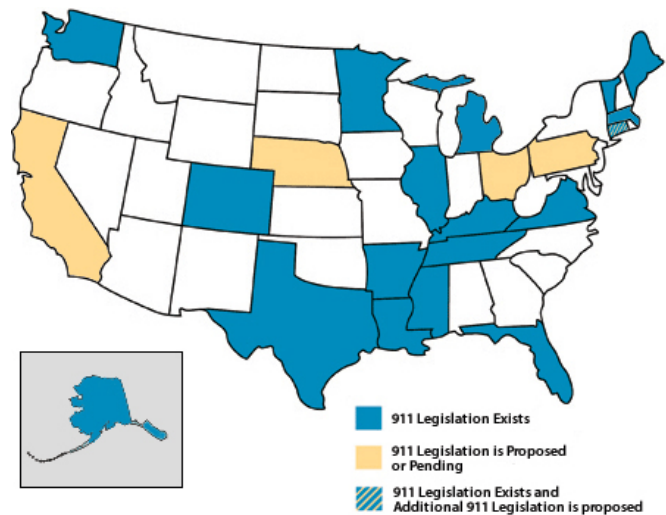 911 Legislation Exists
911 Legislation is Proposed
or Pending
911 Legislation Exists and
Additional 911 Legislation is proposed